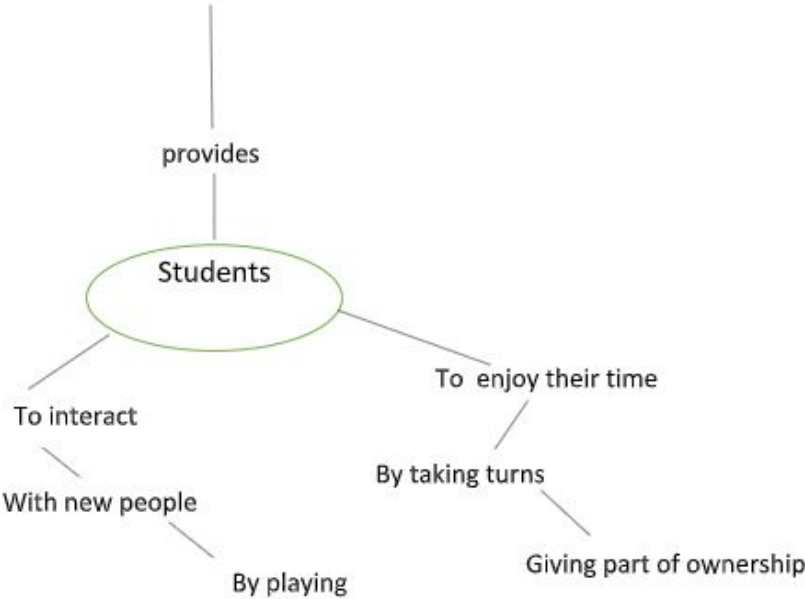 provides
Students
To enjoy their time
To interact
By taking turns
With new people
Giving part of ownership
By playing